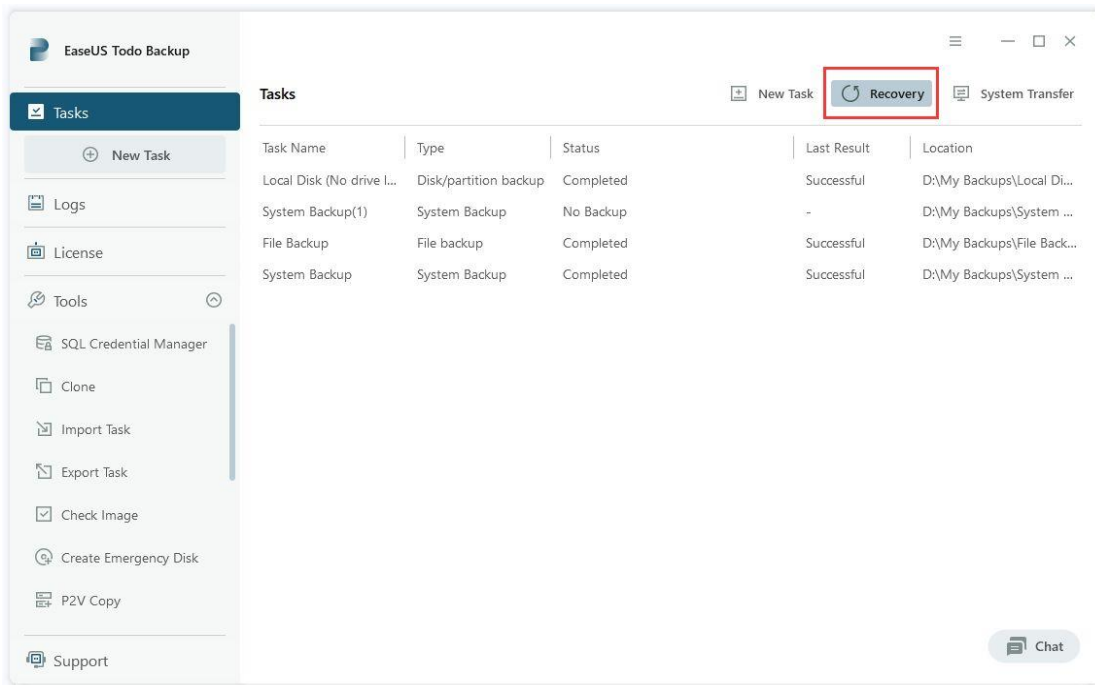 EaseUS Todo Backup
Tasks
New Task
Logs
License
Tools
SQL Credential Manager
Clone
Import Task
Export Task
Check Image
Create Emergency Disk
P2V Copy
Support
Tasks
New Task Recovery System Transfer
Task Name Type Status Last Result Location
Local Disk (No drive l... Disk/partition backup Completed Successful D:\My Backups\Local Di...
System Backup(1) System Backup No Backup - D:\My Backups\System ...
File Backup File backup Completed Successful D:\My Backups\File Back...
System Backup System Backup Completed Successful D:\My Backups\System ...
Chat